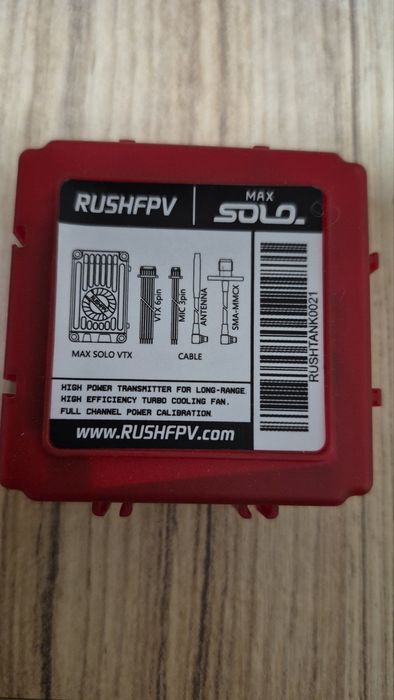 RUSHFPV
MAX
SOLO
VTX 6pin
MIC 3pin
ANTENNA
SMA-MMCX
MAX SOLO VTX
CABLE
RUSHTANK0021
HIGH POWER TRANSMITTER FOR LONG-RANGE.
HIGH EFFICIENCY TURBO COOLING FAN.
FULL CHANNEL POWER CALIBRATION.
www.RUSHFPV.com